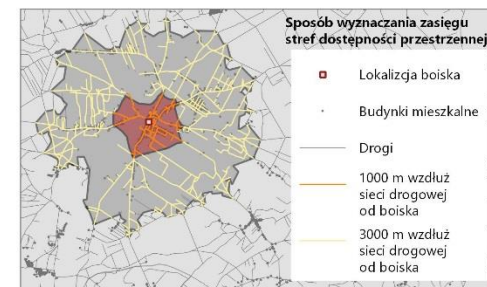 Sposób wyznaczania zasięgu
stref dostępności przestrzennej
Lokalizcja boiska
Budynki mieszkalne
Drogi
1000 m wzdłuż
sieci drogowej
od boiska
3000 m wzdłuż
sieci drogowej
od boiska